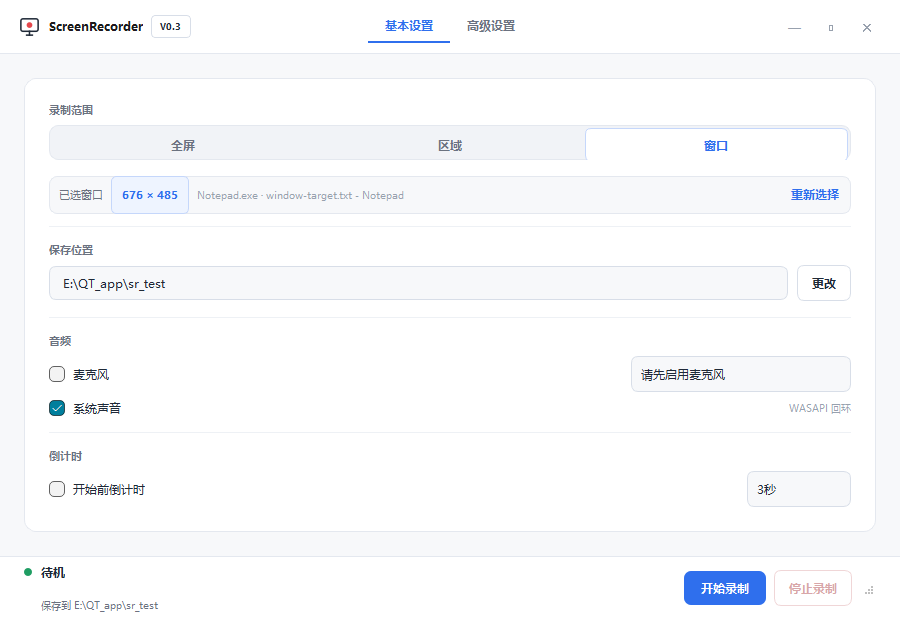 ScreenRecorder V0.3 基本设置 高级设置
录制范围
全屏 区域 窗口
已选窗口 676 × 485 Notepad.exe · window-target.txt - Notepad 重新选择
保存位置
E:\QT_app\sr_test 更改
音频
麦克风 请先启用麦克风
系统声音 WASAPI 回环
倒计时
开始前倒计时 3秒
待机
保存到 E:\QT_app\sr_test
开始录制 停止录制